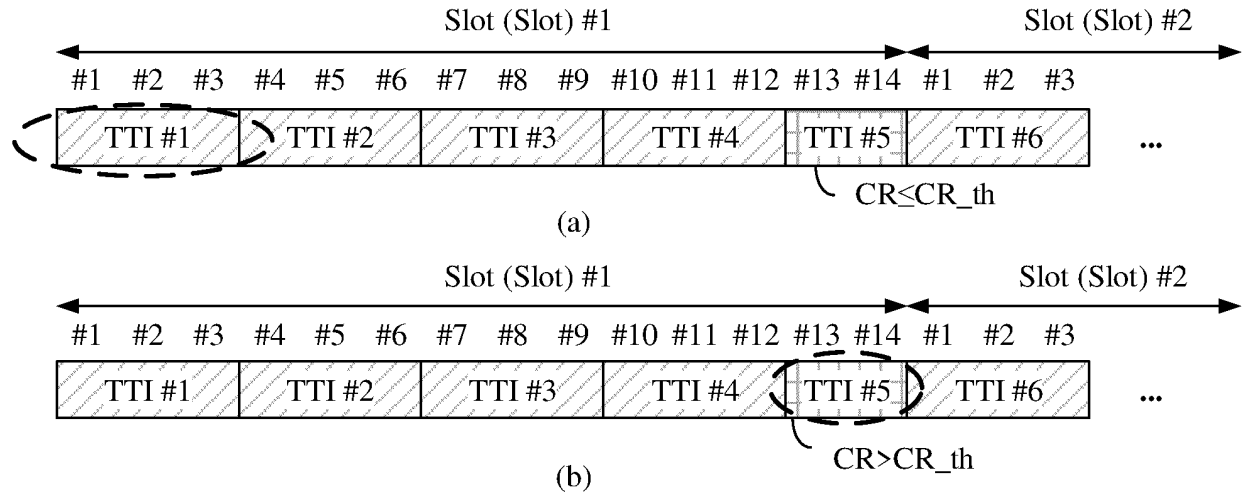 Slot (Slot) #1 Slot (Slot) #2
#1 #2 #3 #4 #5 #6 #7 #8 #9 #10 #11 #12 #13 #14 #1 #2 #3
TTI #1 TTI #2 TTI #3 TTI #4 TTI #5 TTI #6 ...
CR≤CR_th
(a)
Slot (Slot) #1 Slot (Slot) #2
#1 #2 #3 #4 #5 #6 #7 #8 #9 #10 #11 #12 #13 #14 #1 #2 #3
TTI #1 TTI #2 TTI #3 TTI #4 TTI #5 TTI #6 ...
CR>CR_th
(b)